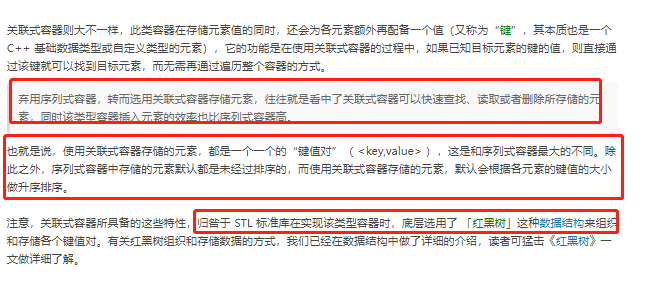 关联式容器则大不一样，此类容器在存储元素值的同时，还会为各元素额外再配备一个值（又称为“键”，其本质也是一个
C++ 基础数据类型或自定义类型的元素），它的功能是在使用关联式容器的过程中，如果已知目标元素的键的值，则直接通
过该键就可以找到目标元素，而无需再通过遍历整个容器的方式。
弃用序列式容器，转而选用关联式容器存储元素，往往就是看中了关联式容器可以快速查找、读取或者删除所存储的元
素，同时该类型容器插入元素的效率也比序列式容器高。
也就是说，使用关联式容器存储的元素，都是一个一个的“键值对”（ <key,value> ），这是和序列式容器最大的不同。除
此之外，序列式容器中存储的元素默认都是未经过排序的，而使用关联式容器存储的元素，默认会根据各元素的键值的大小
做升序排序。
注意，关联式容器所具备的这些特性，归咎于 STL 标准库在实现该类型容器时，底层选用了 「红黑树」这种数据结构来组织
和存储各个键值对。有关红黑树组织和存储数据的方式，我们已经在数据结构中做了详细的介绍，读者可猛击《红黑树》一
文做详细了解。